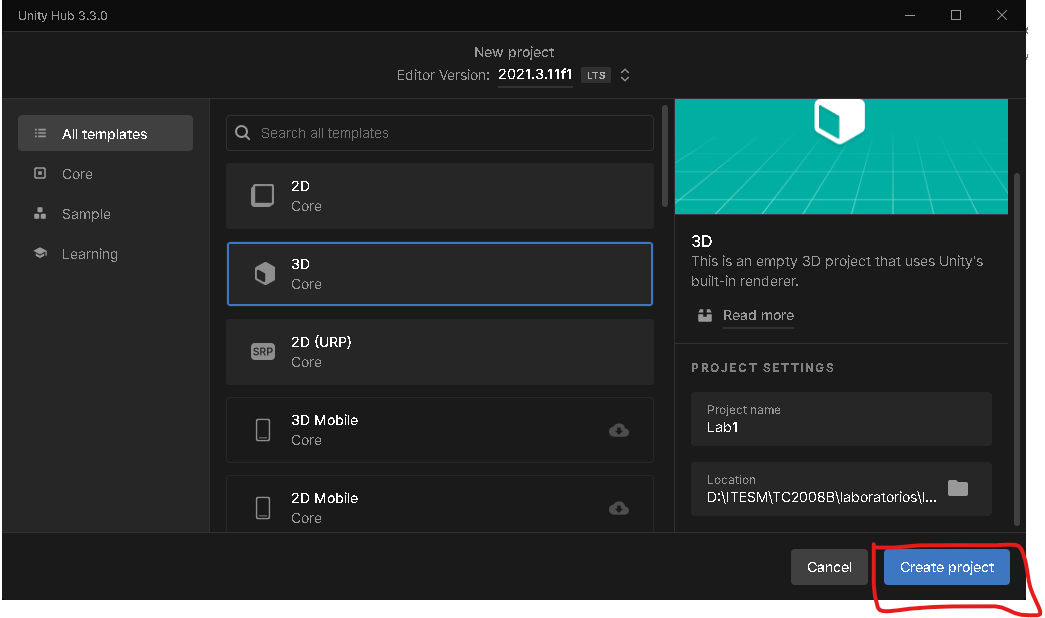 Unity Hub 3.3.0
New project
Editor Version: 2021.3.11f1 LTS
All templates
Core
Sample
Learning
Search all templates
2D
Core
3D
Core
SRP
2D (URP)
Core
3D Mobile
Core
2D Mobile
Core
3D
This is an empty 3D project that uses Unity's
built-in renderer.
Read more
PROJECT SETTINGS
Project name
Lab1
Location
D:\ITESM\TC2008B\laboratorios\l...
Cancel
Create project